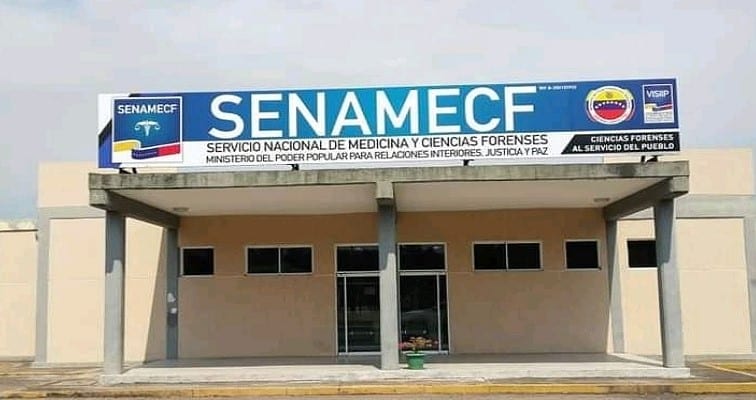 SENAMECF
SENAMECF
SERVICIO NACIONAL DE MEDICINA Y CIENCIAS FORENSES
MINISTERIO DEL PODER POPULAR PARA RELACIONES INTERIORES, JUSTICIA Y PAZ
VISIIP
CIENCIAS FORENSES
AL SERVICIO DEL PUEBLO